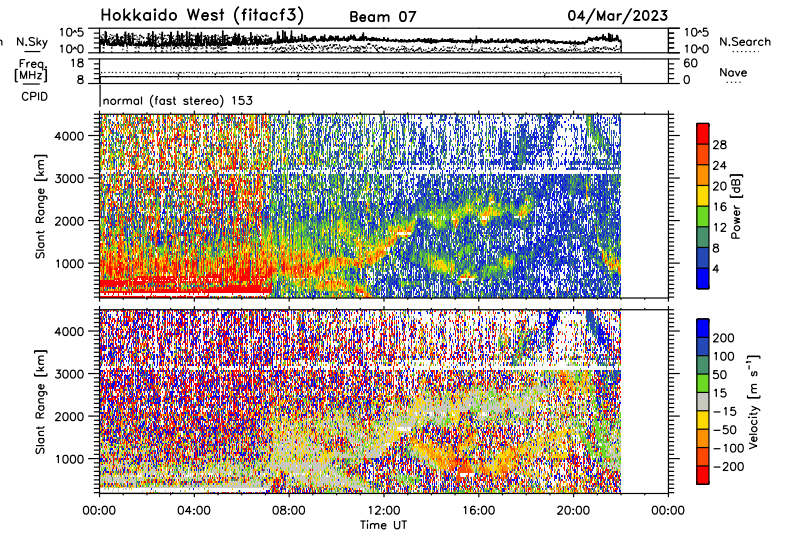 Hokkaido West (fitacf3) Beam 07 04/Mar/2023
N.Sky 10^5 10^0 10^5 10^0 N.Search
Freq. [MHz] 18 8 60 0 Nave
CPID normal (fast stereo) 153
Slant Range [km]
4000
3000
2000
1000
Power [dB]
28
24
20
16
12
8
4
Slant Range [km]
4000
3000
2000
1000
Velocity [m s⁻¹]
200
100
50
15
-15
-50
-100
-200
00:00 04:00 08:00 12:00 16:00 20:00 00:00
Time UT